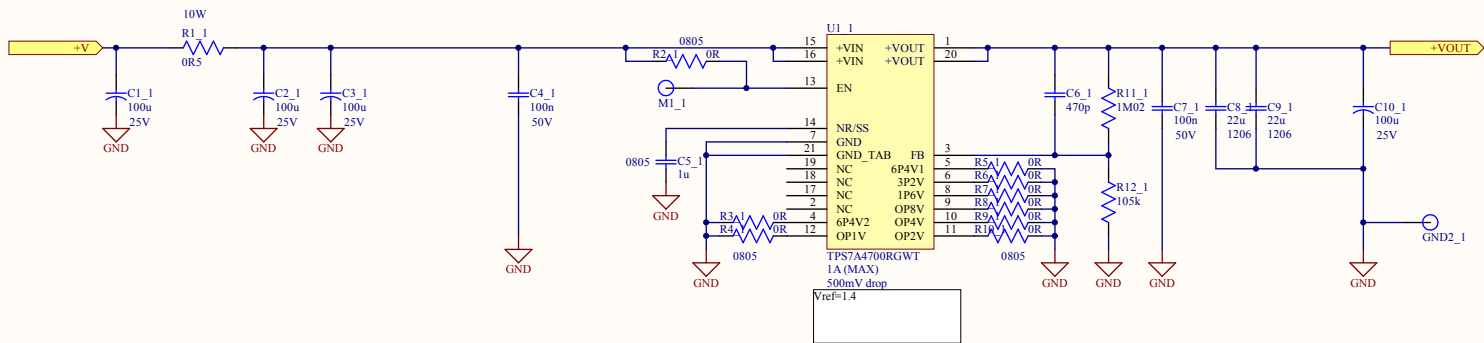 10W
R1_1
0R5
+V
C1_1
100u
25V
GND
C2_1
100u
25V
GND
C3_1
100u
25V
GND
C4_1
100n
50V
GND
0805
R2_1
0R
M1_1
0805
C5_1
1u
GND
R3_1
0R
R4_1
0R
0805
GND
U1_1
15
+VIN
+VOUT
1
16
+VIN
+VOUT
20
13
EN
14
NR/SS
7
GND
21
GND_TAB
FB
3
19
NC
6P4V1
5
18
NC
3P2V
6
17
NC
1P6V
8
2
NC
OP8V
9
4
6P4V2
OP4V
10
12
OP1V
OP2V
11
TPS7A4700RGWT
1A (MAX)
500mV drop
Vref=1.4
R5_1
0R
R6_1
0R
R7_1
0R
R8_1
0R
R9_1
0R
R10_1
0R
0805
GND
C6_1
470p
R11_1
1M02
R12_1
105k
GND
C7_1
100n
50V
GND
C8_1
22u
1206
C9_1
22u
1206
C10_1
100u
25V
GND
GND2_1
+VOUT